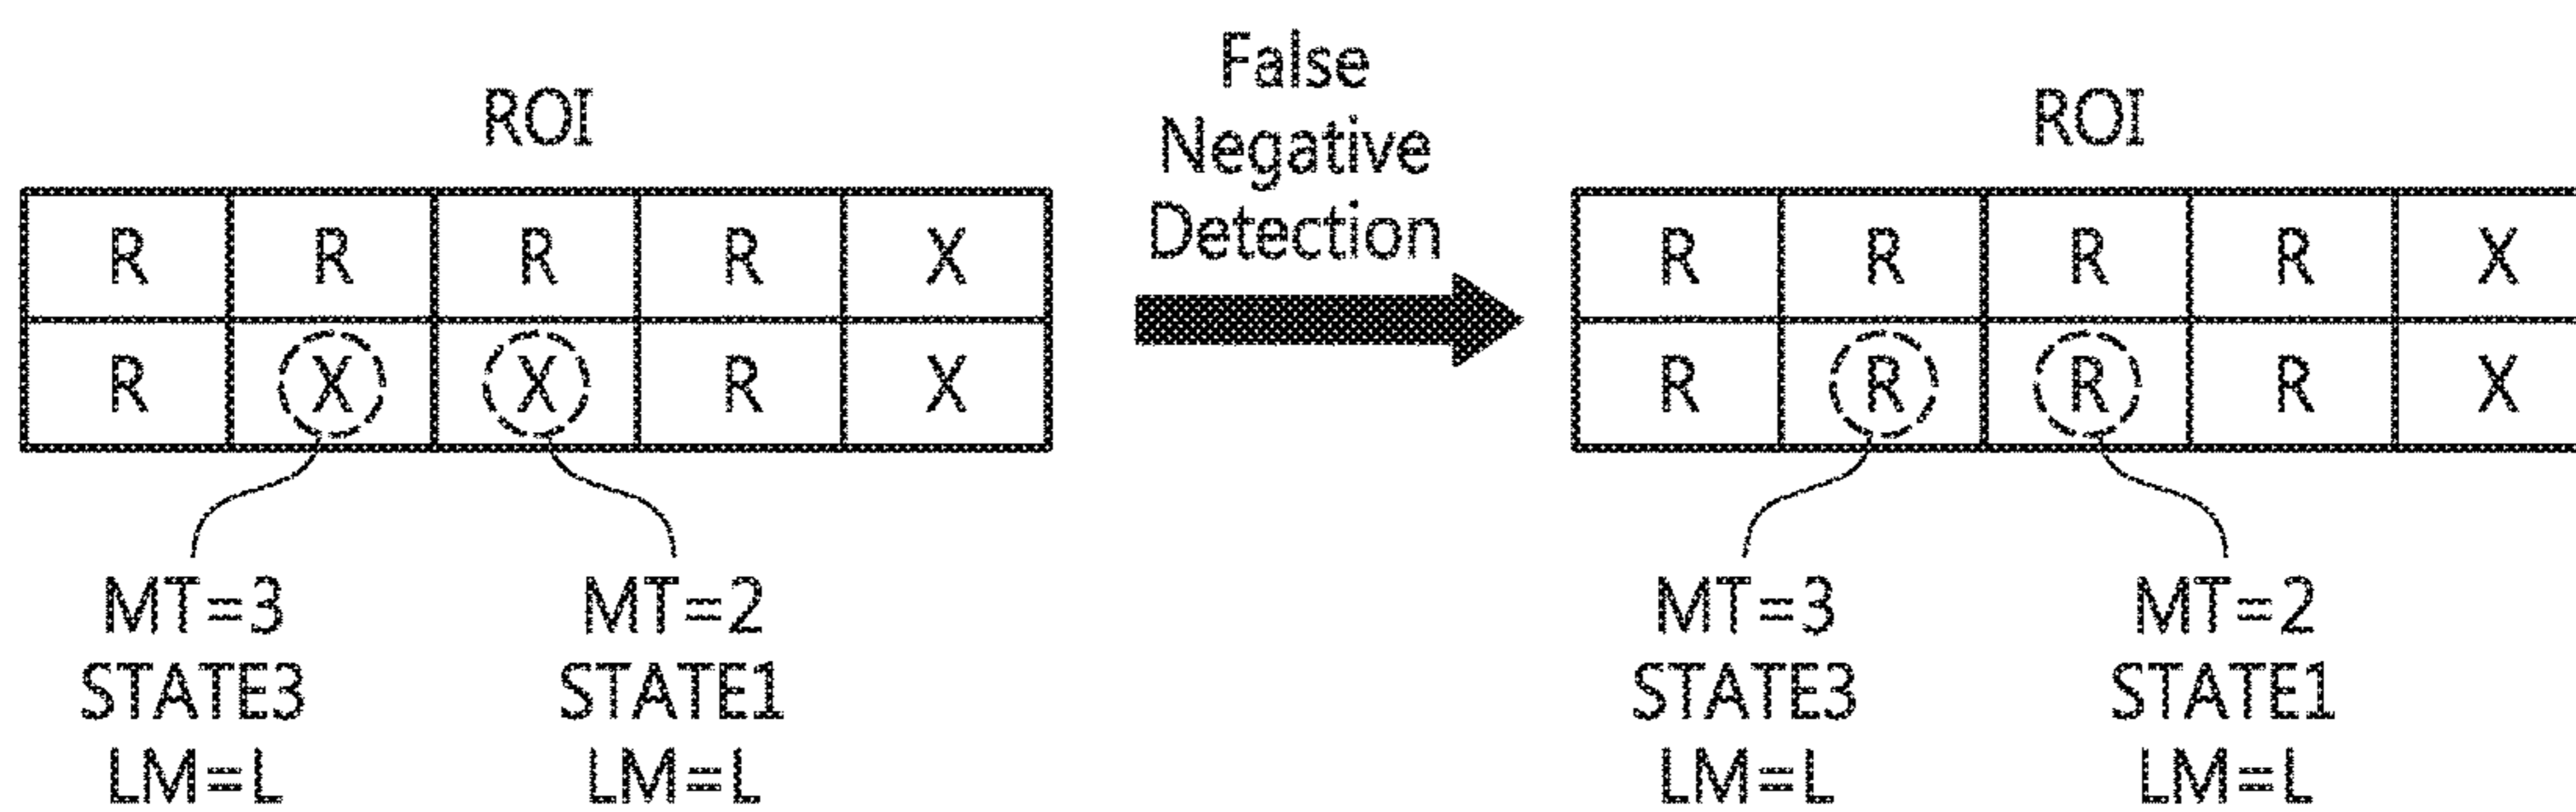 ROI
R R R R X
R X X R X
MT=3
STATE3
LM=L
MT=2
STATE1
LM=L
False
Negative
Detection
ROI
R R R R X
R R R R X
MT=3
STATE3
LM=L
MT=2
STATE1
LM=L